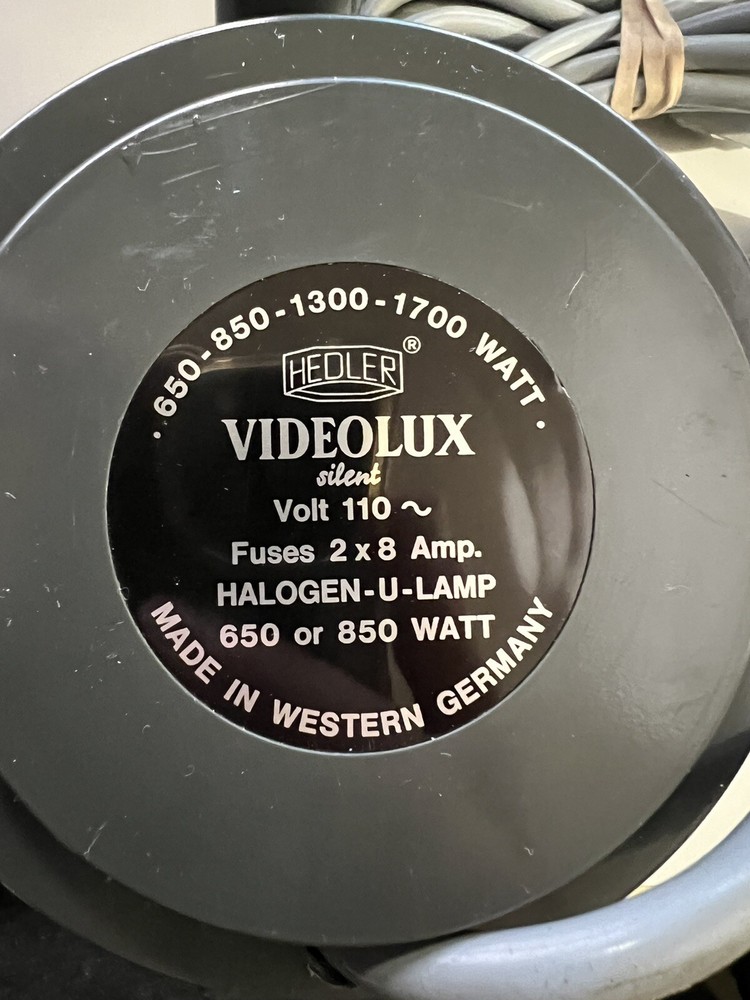 · 650-850-1300-1700 WATT ·
HEDLER ®
VIDEOLUX
silent
Volt 110 ~
Fuses 2 x 8 Amp.
HALOGEN-U-LAMP
650 or 850 WATT
MADE IN WESTERN GERMANY